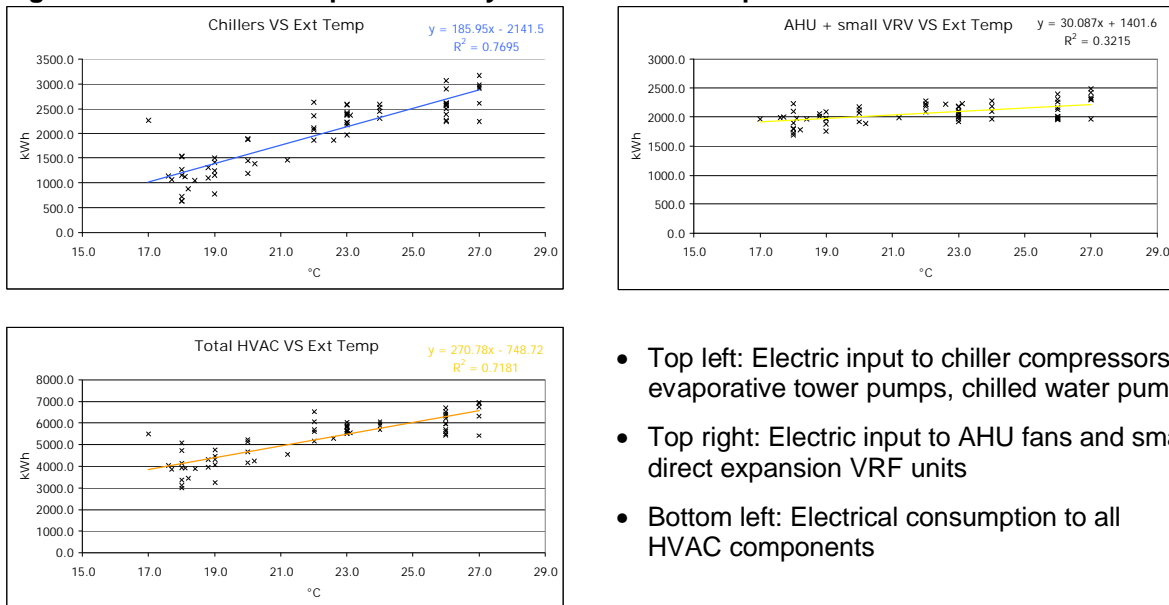 Chillers VS Ext Temp
y = 185.95x - 2141.5
R² = 0.7695
3500.0
3000.0
2500.0
2000.0
1500.0
1000.0
500.0
0.0
kWh
15.0 17.0 19.0 21.0 23.0 25.0 27.0 29.0
°C
AHU + small VRV VS Ext Temp
y = 30.087x + 1401.6
R² = 0.3215
3000.0
2500.0
2000.0
1500.0
1000.0
500.0
0.0
kWh
15.0 17.0 19.0 21.0 23.0 25.0 27.0 29.0
°C
Total HVAC VS Ext Temp
y = 270.78x - 748.72
R² = 0.7181
8000.0
7000.0
6000.0
5000.0
4000.0
3000.0
2000.0
1000.0
0.0
kWh
15.0 17.0 19.0 21.0 23.0 25.0 27.0 29.0
°C
• Top left: Electric input to chiller compressors
evaporative tower pumps, chilled water pum
• Top right: Electric input to AHU fans and sma
direct expansion VRF units
• Bottom left: Electrical consumption to all
HVAC components